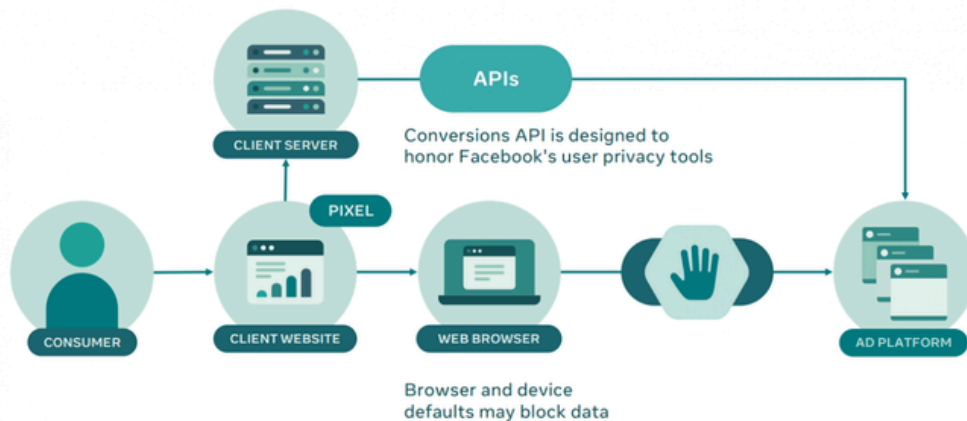 APIs
CLIENT SERVER
Conversions API is designed to
honor Facebook's user privacy tools
PIXEL
CONSUMER
CLIENT WEBSITE
WEB BROWSER
AD PLATFORM
Browser and device
defaults may block data